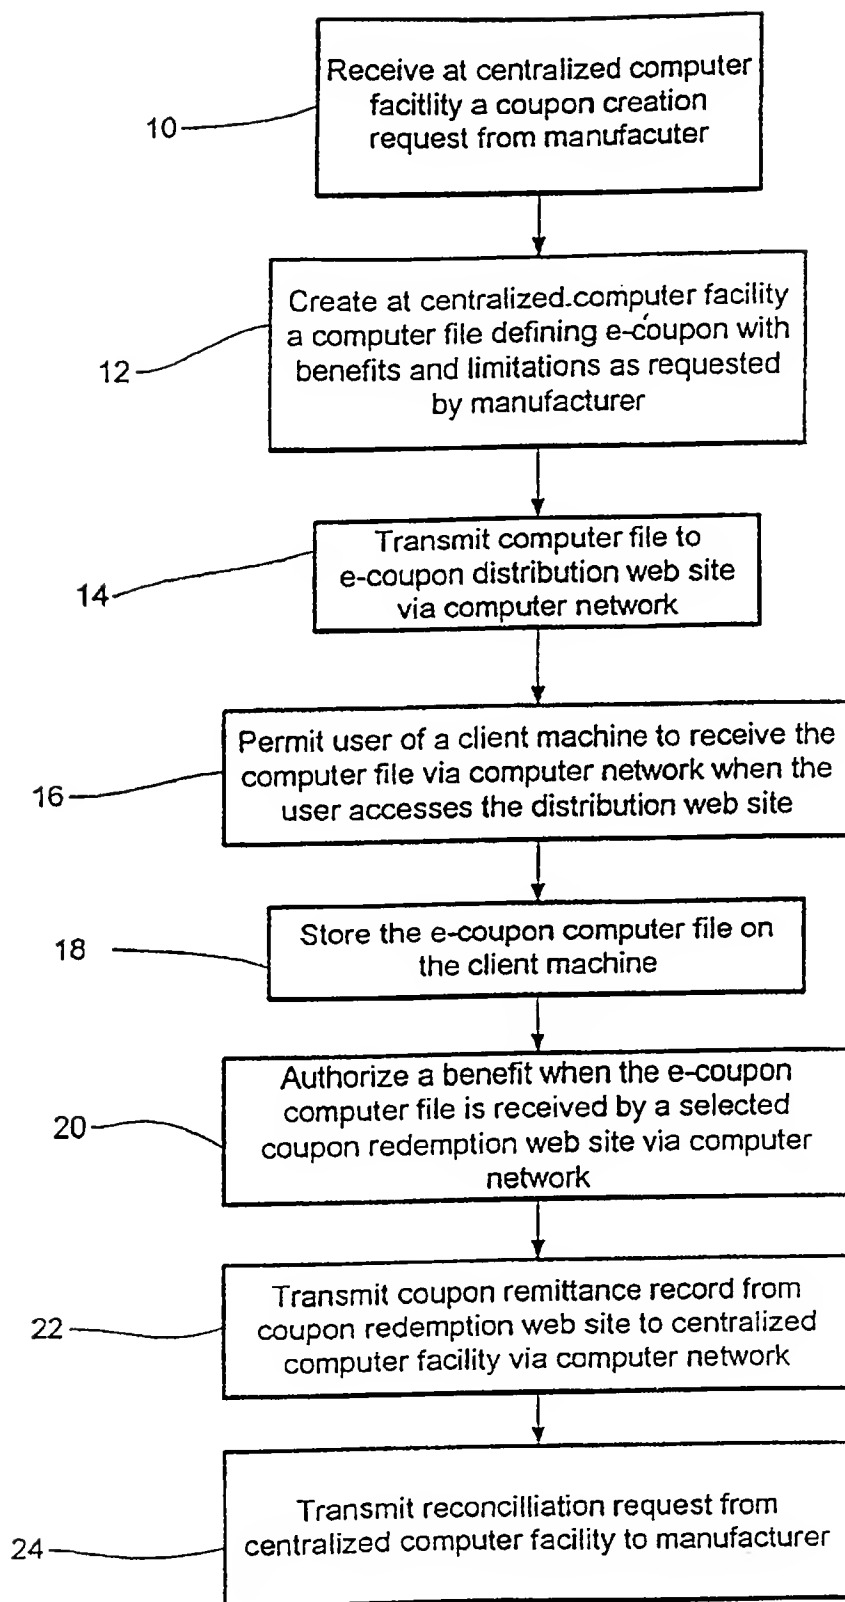 Receive at centralized computer
facitlity a coupon creation
request from manufacuter
10
Create at centralized computer facility
a computer file defining e-coupon with
benefits and limitations as requested
by manufacturer
12
Transmit computer file to
e-coupon distribution web site
via computer network
14
Permit user of a client machine to receive the
computer file via computer network when the
user accesses the distribution web site
16
Store the e-coupon computer file on
the client machine
18
Authorize a benefit when the e-coupon
computer file is received by a selected
coupon redemption web site via computer
network
20
Transmit coupon remittance record from
coupon redemption web site to centralized
computer facility via computer network
22
Transmit reconcilliation request from
centralized computer facility to manufacturer
24